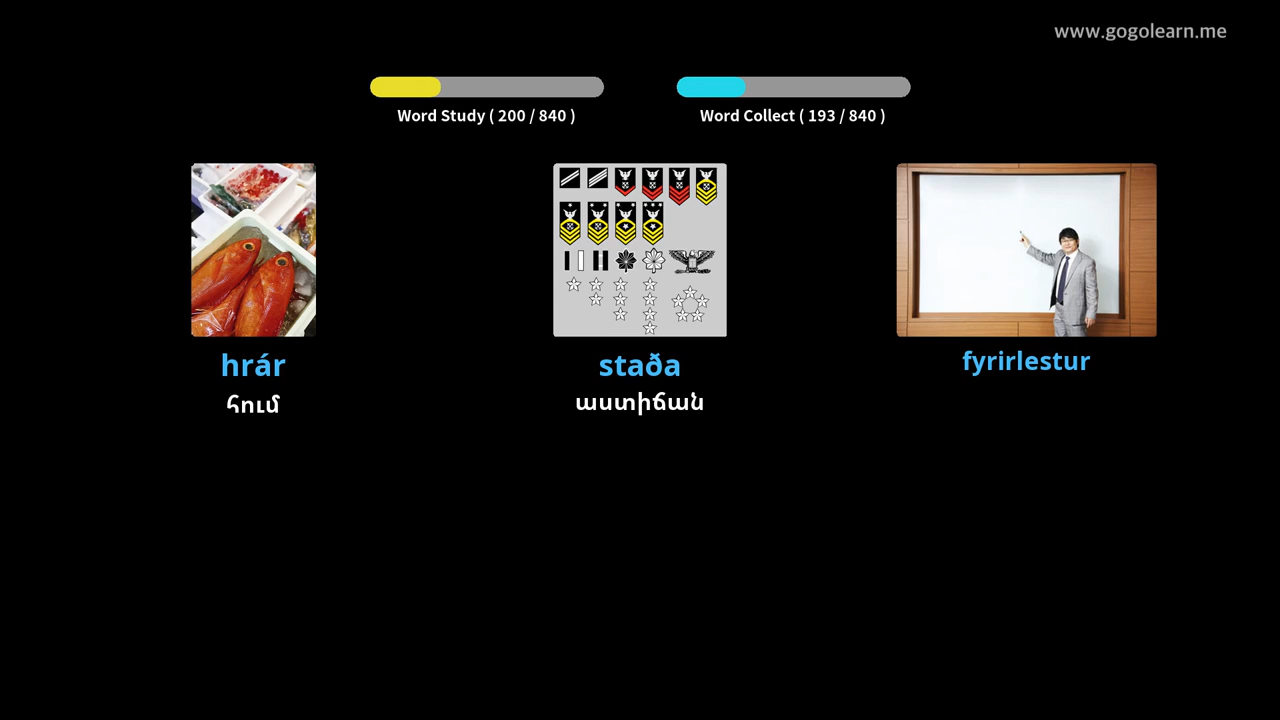 www.gogolearn.me
Word Study ( 200 / 840 )
Word Collect ( 193 / 840 )
hrár
հում
staða
աստիճան
fyrirlestur